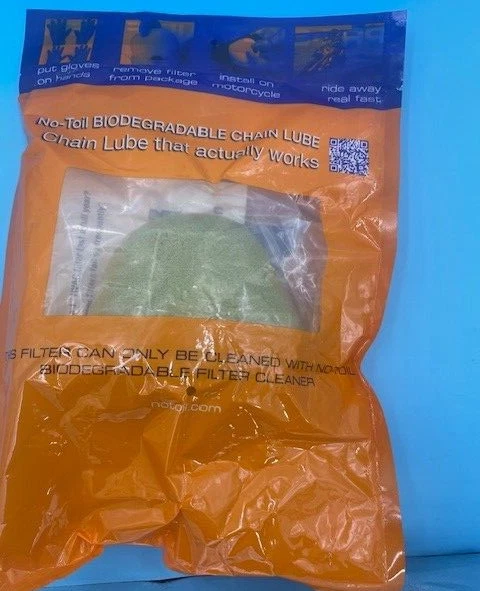 put gloves
on hands
remove filter
from package
install on
motorcycle
ride away
real fast
No-Toil BIODEGRADABLE CHAIN LUBE
Chain Lube that actually works
S FILTER CAN ONLY BE CLEANED WITH NO-TOIL
BIODEGRADABLE FILTER CLEANER
notoil.com